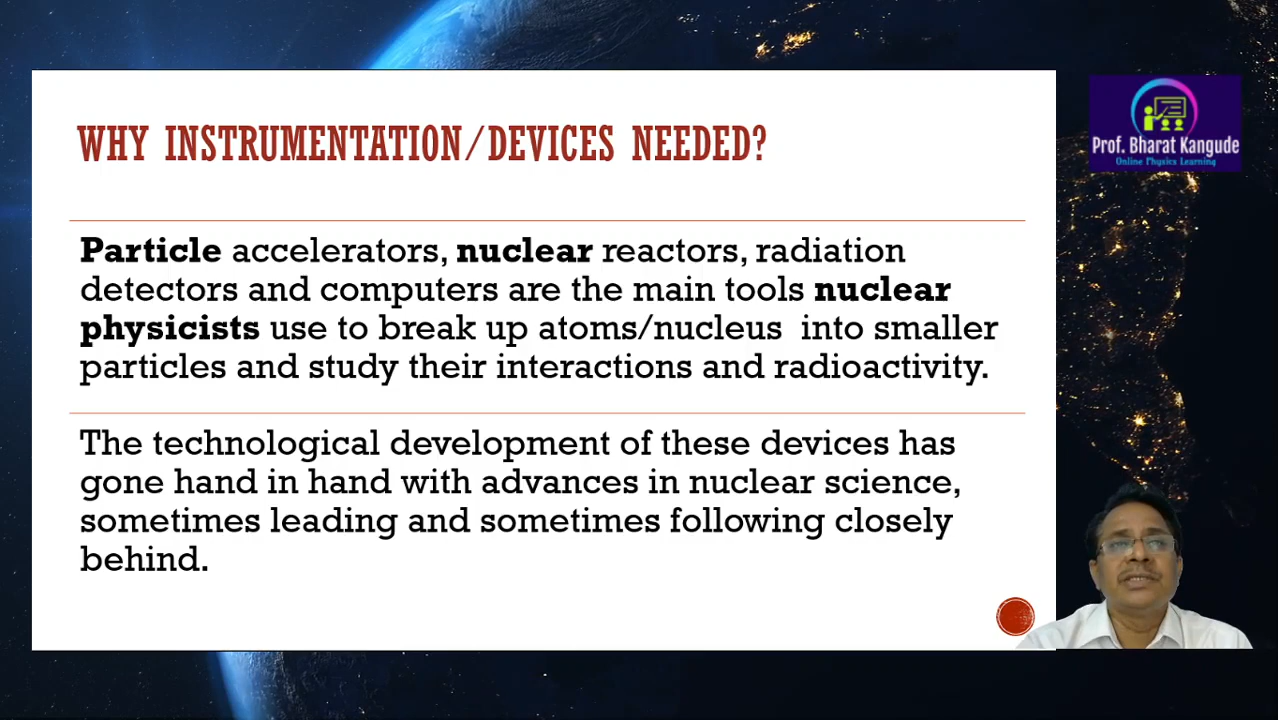 WHY INSTRUMENTATION/DEVICES NEEDED?
Particle accelerators, nuclear reactors, radiation
detectors and computers are the main tools nuclear
physicists use to break up atoms/nucleus into smaller
particles and study their interactions and radioactivity.
The technological development of these devices has
gone hand in hand with advances in nuclear science,
sometimes leading and sometimes following closely
behind.
Prof. Bharat Kangude
Online Physics Learning